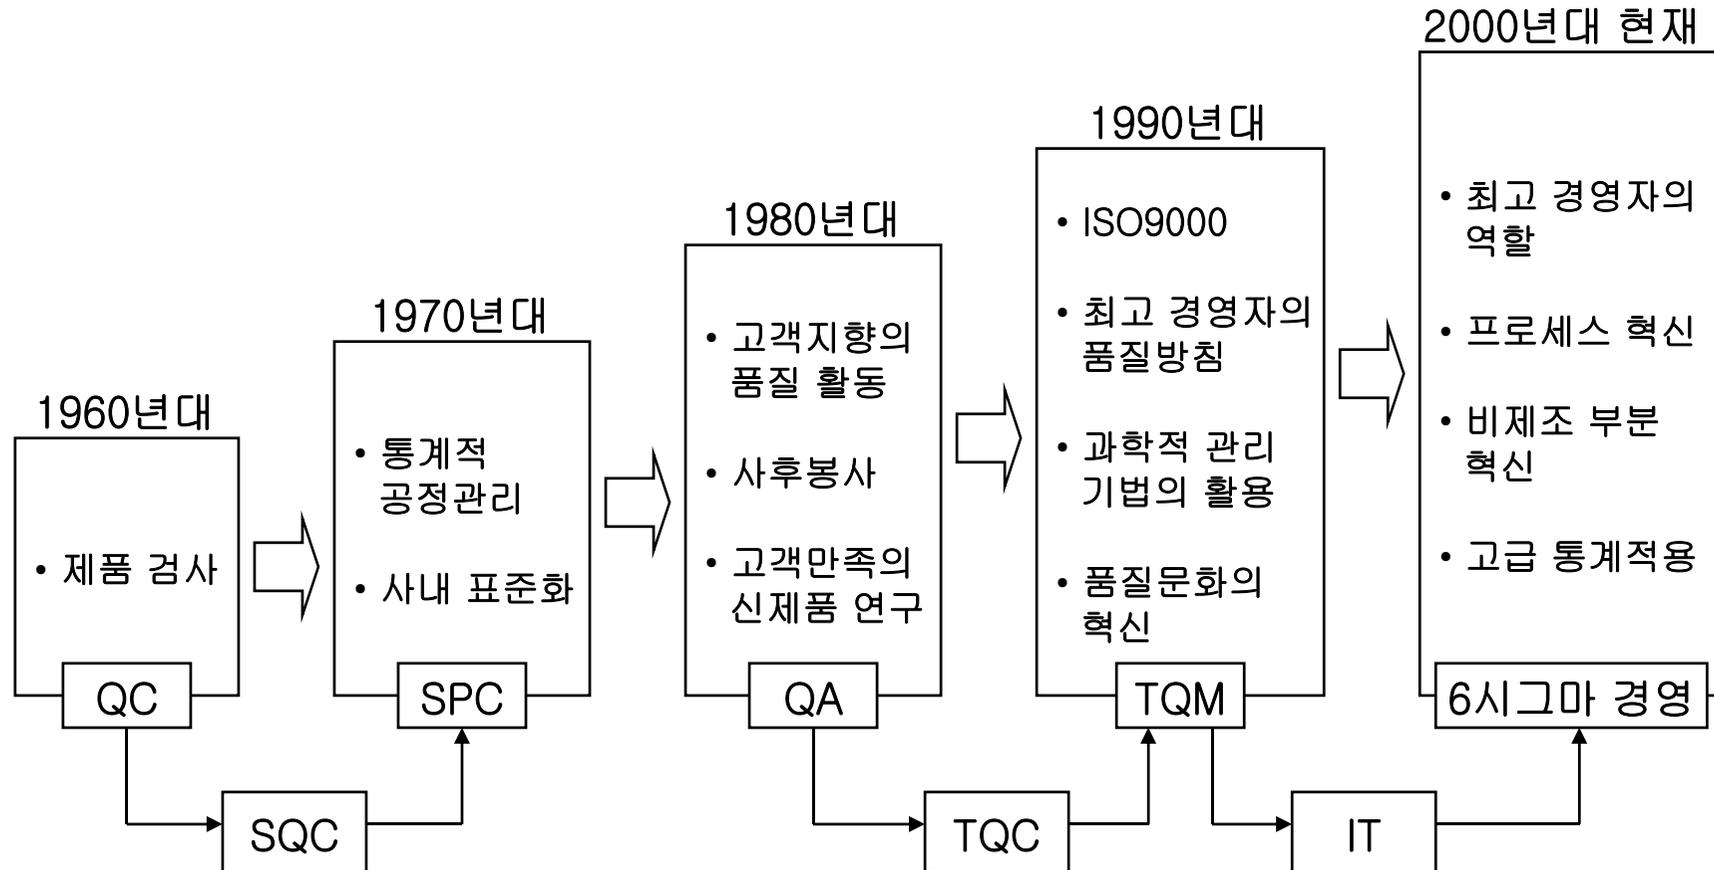 1960년대
• 제품 검사
QC
SQC
1970년대
• 통계적
공정관리
• 사내 표준화
SPC
1980년대
• 고객지향의
품질 활동
• 사후봉사
• 고객만족의
신제품 연구
QA
TQC
1990년대
• ISO9000
• 최고 경영자의
품질방침
• 과학적 관리
기법의 활용
• 품질문화의
혁신
TQM
IT
2000년대 현재
• 최고 경영자의
역할
• 프로세스 혁신
• 비제조 부분
혁신
• 고급 통계적용
6시그마 경영